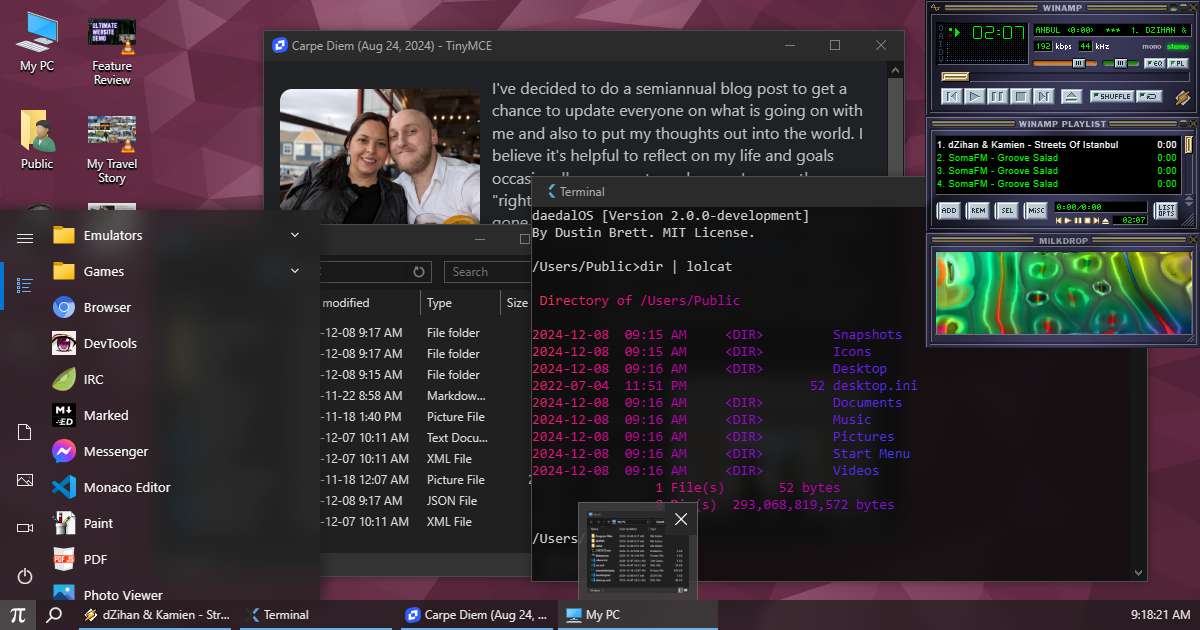 My PC
ULTIMATE
WEBSITE
DEMO
Feature
Review
Public
My Travel
Story
Carpe Diem (Aug 24, 2024) - TinyMCE
I've decided to do a semiannual blog post to get a
chance to update everyone on what is going on with
me and also to put my thoughts out into the world. I
believe it's helpful to reflect on my life and goals
"right
gone
WINAMP
02:07
ANBUL <0:00> *** 1. DZIHAN &
192 kbps 44 kHz mono stereo
EQ PL
SHUFFLE
WINAMP PLAYLIST
1. dZihan & Kamien - Streets Of Istanbul 0:00
2. SomaFM - Groove Salad 0:00
3. SomaFM - Groove Salad 0:00
4. SomaFM - Groove Salad 0:00
ADD REM SEL MISC 0:00/0:00 LIST OPTS
02:07
MILKDROP
Emulators
Games
Browser
DevTools
IRC
Marked
Messenger
Monaco Editor
Paint
PDF
Photo Viewer
Search
modified Type Size
-12-08 9:17 AM File folder
-12-08 9:17 AM File folder
-12-08 9:15 AM File folder
-11-22 8:58 AM Markdow...
-11-18 1:40 PM Picture File
-12-07 10:11 AM Text Docu...
-12-07 10:11 AM XML File
-11-18 12:07 AM Picture File
-12-08 9:17 AM JSON File
-12-07 10:11 AM XML File
Terminal
daedalOS [Version 2.0.0-development]
By Dustin Brett. MIT License.
/Users/Public>dir | lolcat
Directory of /Users/Public
2024-12-08 09:15 AM <DIR> Snapshots
2024-12-08 09:16 AM <DIR> Icons
2024-12-08 09:16 AM <DIR> Desktop
2022-07-04 11:51 PM 52 desktop.ini
2024-12-08 09:16 AM <DIR> Documents
2024-12-08 09:16 AM <DIR> Music
2024-12-08 09:16 AM <DIR> Pictures
2024-12-08 09:16 AM <DIR> Start Menu
2024-12-08 09:16 AM <DIR> Videos
1 File(s) 52 bytes
293,068,819,572 bytes
/Users/
dZihan & Kamien - Str...
Terminal
Carpe Diem (Aug 24, ...
My PC
9:18:21 AM